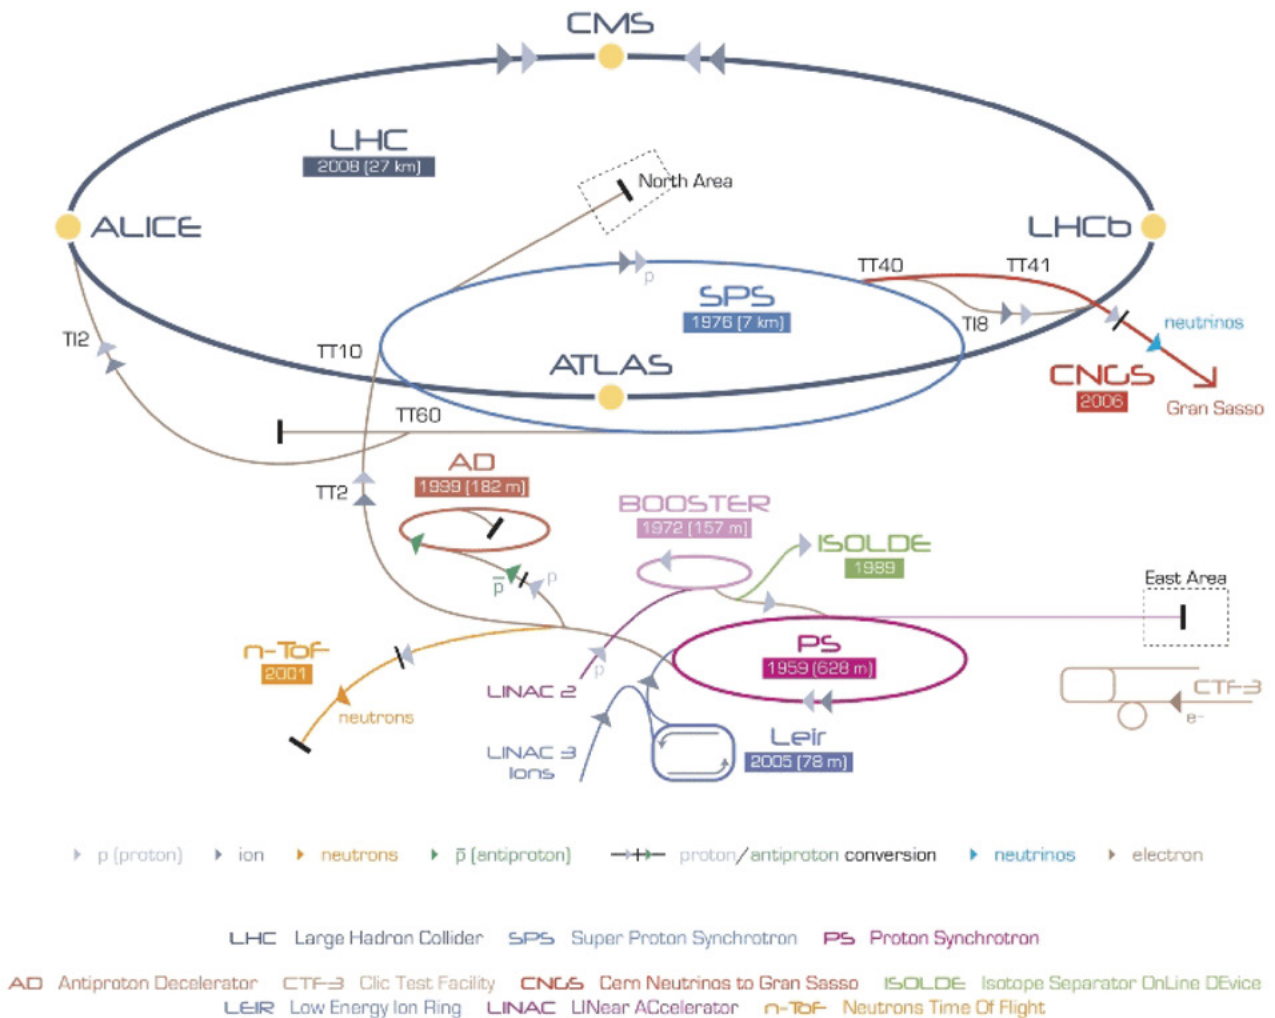 CMS
LHC
2008 (27 km)
North Area
ALICE
LHCb
TT40
TT41
p
SPS
1976 (7 km)
TI8
neutrinos
TI2
TT10
ATLAS
CNGS
2006
Gran Sasso
TT60
AD
1999 (182 m)
TT2
BOOSTER
1972 (157 m)
ISOLDE
1989
p̅
p
East Area
n-ToF
2001
PS
1959 (628 m)
p
LINAC 2
neutrons
CTF-3
e-
LINAC 3
Ions
Leir
2005 (78 m)
p (proton) ion neutrons p̅ (antiproton) proton/antiproton conversion neutrinos electron
LHC Large Hadron Collider SPS Super Proton Synchrotron PS Proton Synchrotron
AD Antiproton Decelerator CTF-3 Clic Test Facility CNGS Cern Neutrinos to Gran Sasso ISOLDE Isotope Separator OnLine DEvice
LEIR Low Energy Ion Ring LINAC LINear ACcelerator n-ToF Neutrons Time Of Flight